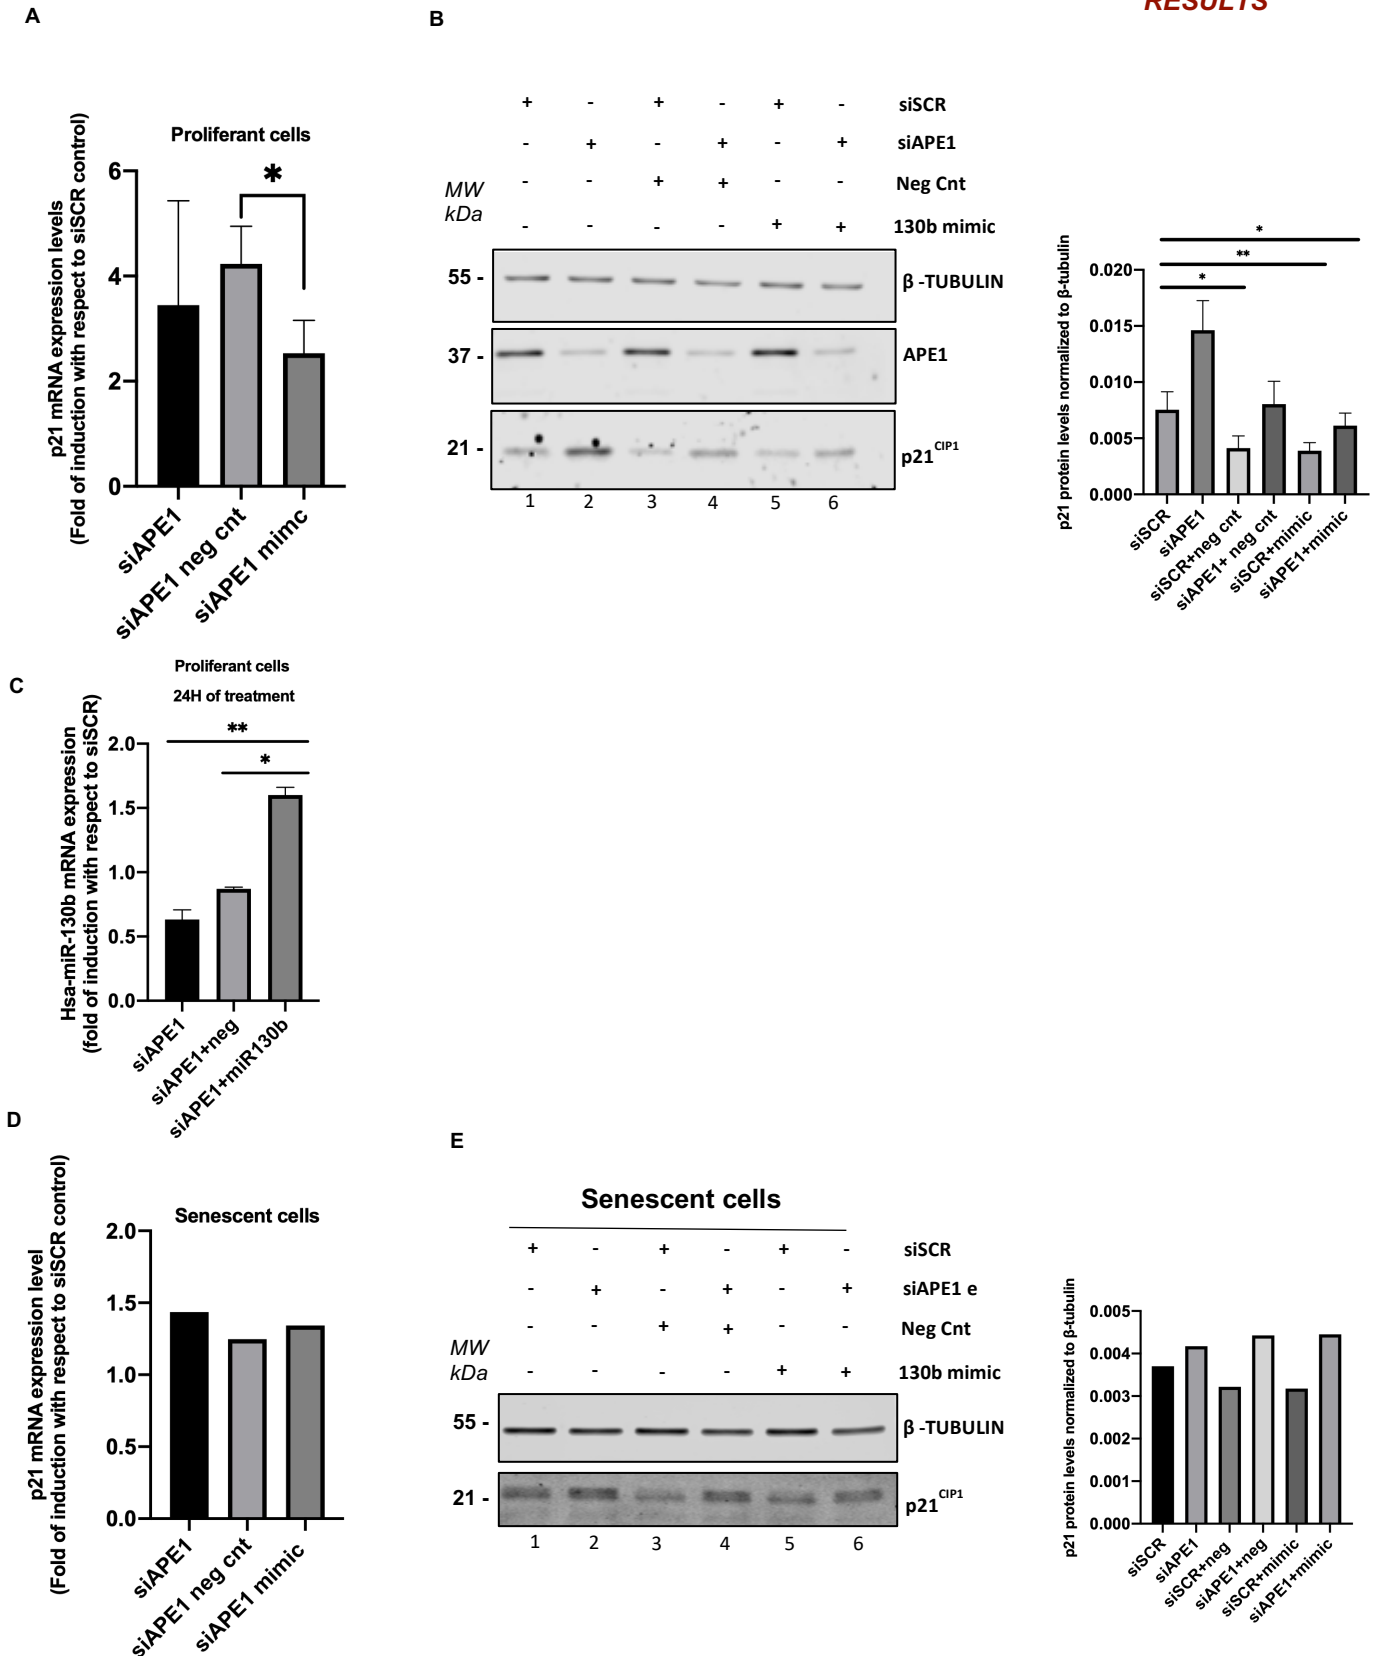 RESULTS
A
Proliferant cells
*
p21 mRNA expression levels
(Fold of induction with respect to siSCR control)
6
4
2
0
siAPE1
siAPE1 neg cnt
siAPE1 mimc
B
+ - + - + - siSCR
- + - + - + siAPE1
- - + + - - Neg Cnt
- - - - + + 130b mimic
MW
kDa
55 - β -TUBULIN
37 - APE1
21 - p21CIP1
1 2 3 4 5 6
*
**
*
p21 protein levels normalized to β-tubulin
0.020
0.015
0.010
0.005
0.000
siSCR
siAPE1
siSCR+neg cnt
siAPE1+ neg cnt
siSCR+mimic
siAPE1+mimic
C
Proliferant cells
24H of treatment
**
*
Hsa-miR-130b mRNA expression
(fold of induction with respect to siSCR)
2.0
1.5
1.0
0.5
0.0
siAPE1
siAPE1+neg
siAPE1+miR130b
D
Senescent cells
p21 mRNA expression level
(Fold of induction with respect to siSCR control)
2.0
1.5
1.0
0.5
0.0
siAPE1
siAPE1 neg cnt
siAPE1 mimic
E
Senescent cells
+ - + - + - siSCR
- + - + - + siAPE1 e
- - + + - - Neg Cnt
- - - - + + 130b mimic
MW
kDa
55 - β -TUBULIN
21 - p21CIP1
1 2 3 4 5 6
p21 protein levels normalized to β-tubulin
0.005
0.004
0.003
0.002
0.001
0.000
siSCR
siAPE1
siSCR+neg
siAPE1+neg
siSCR+mimic
siAPE1+mimic